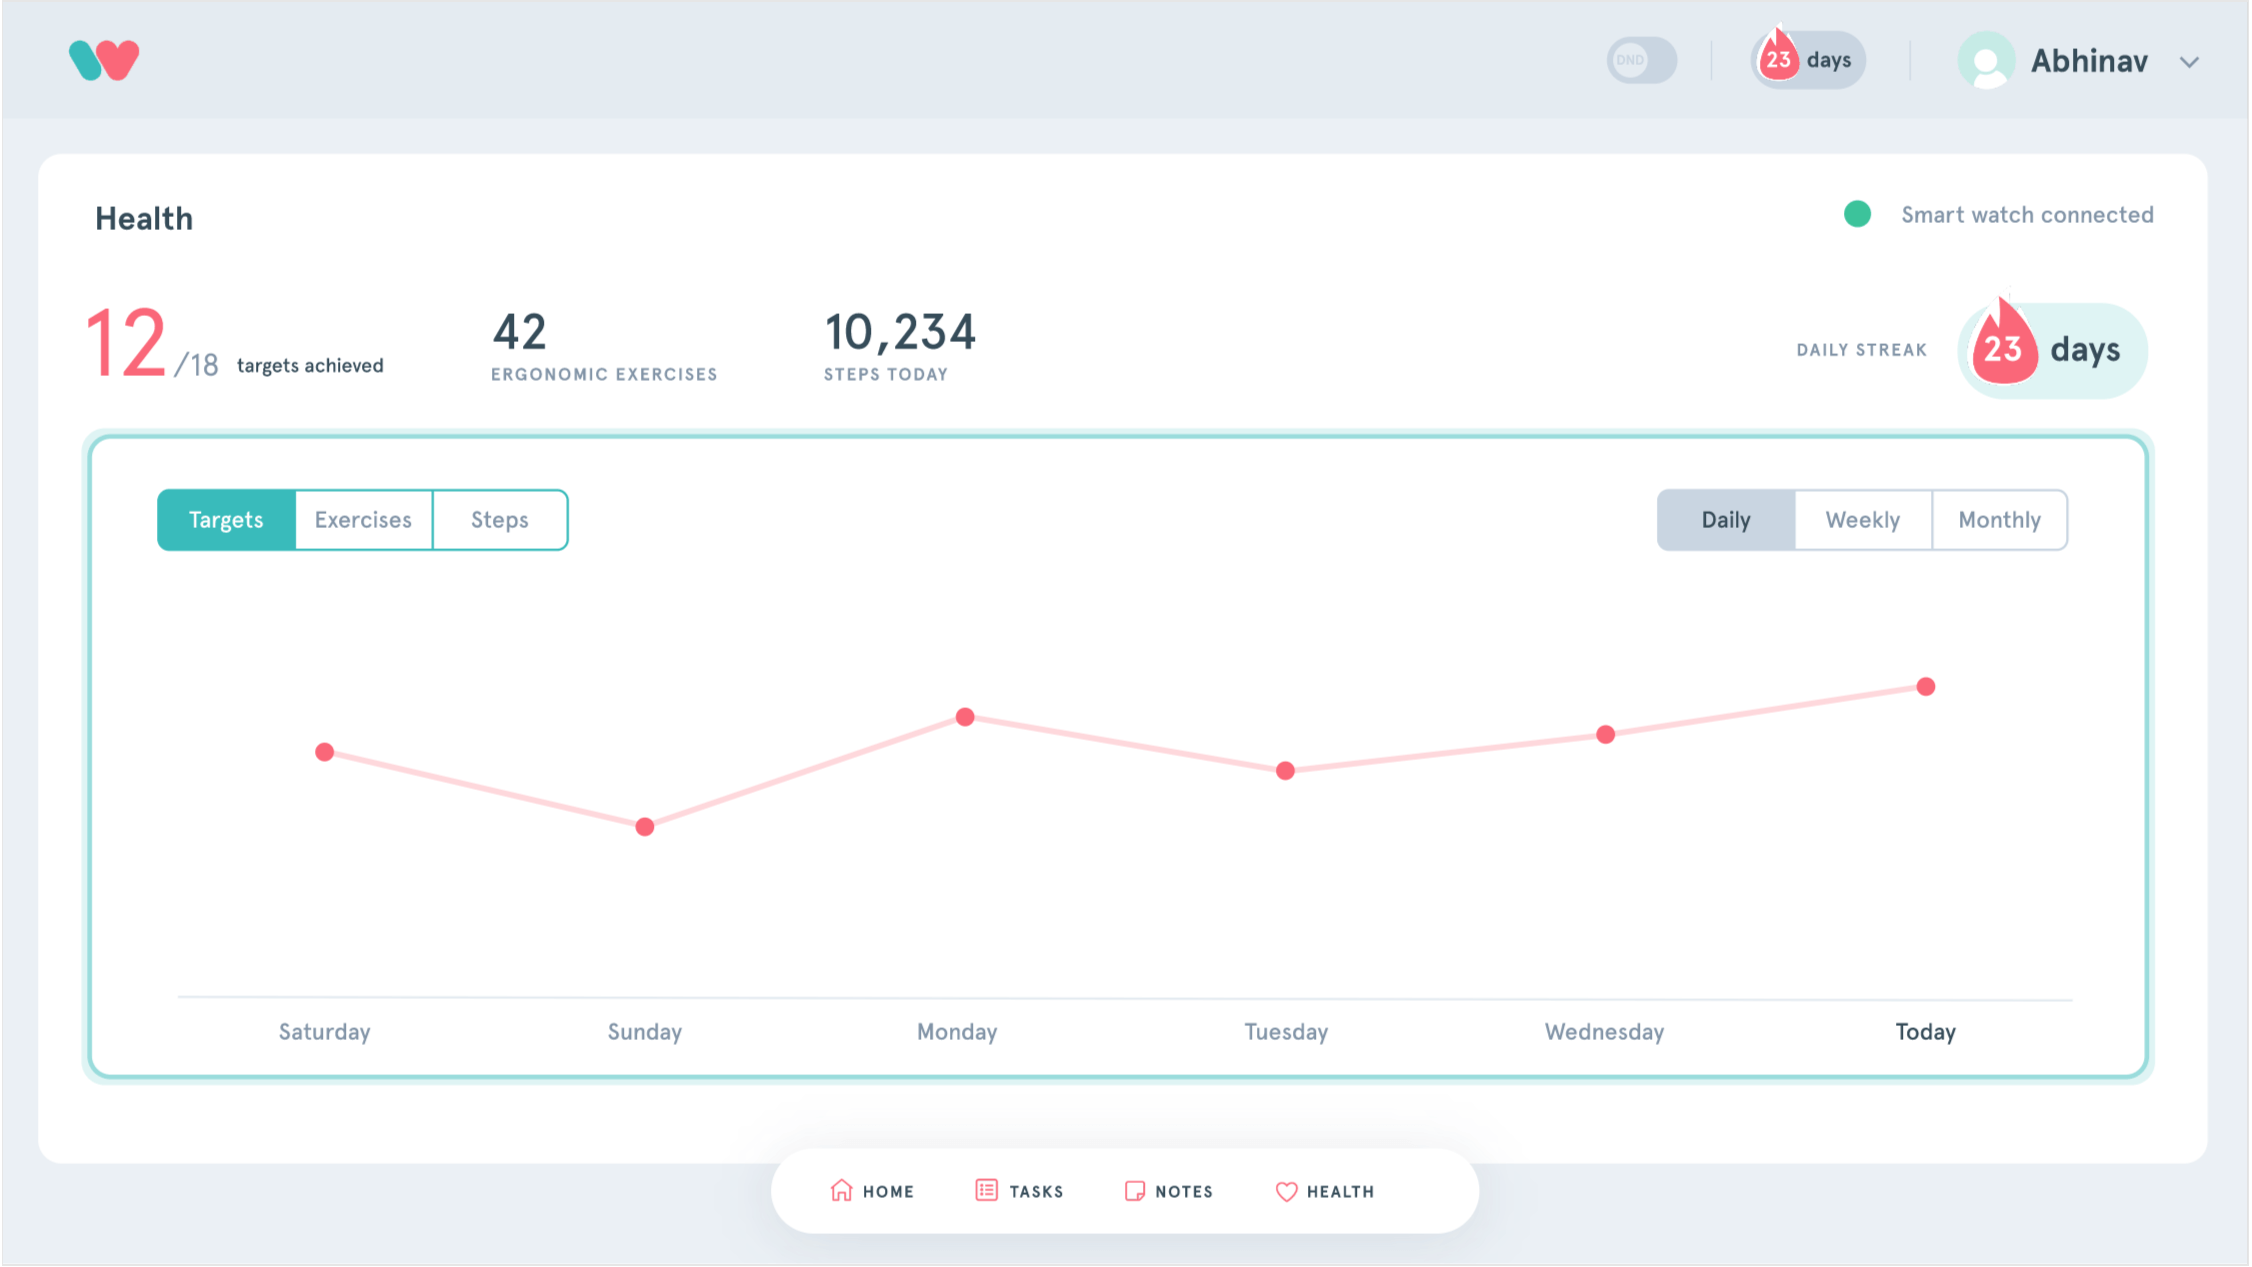 DND
23 days
Abhinav
Health
Smart watch connected
12/18 targets achieved
42
ERGONOMIC EXERCISES
10,234
STEPS TODAY
DAILY STREAK
23 days
Targets Exercises Steps
Daily Weekly Monthly
Saturday Sunday Monday Tuesday Wednesday Today
HOME TASKS NOTES HEALTH